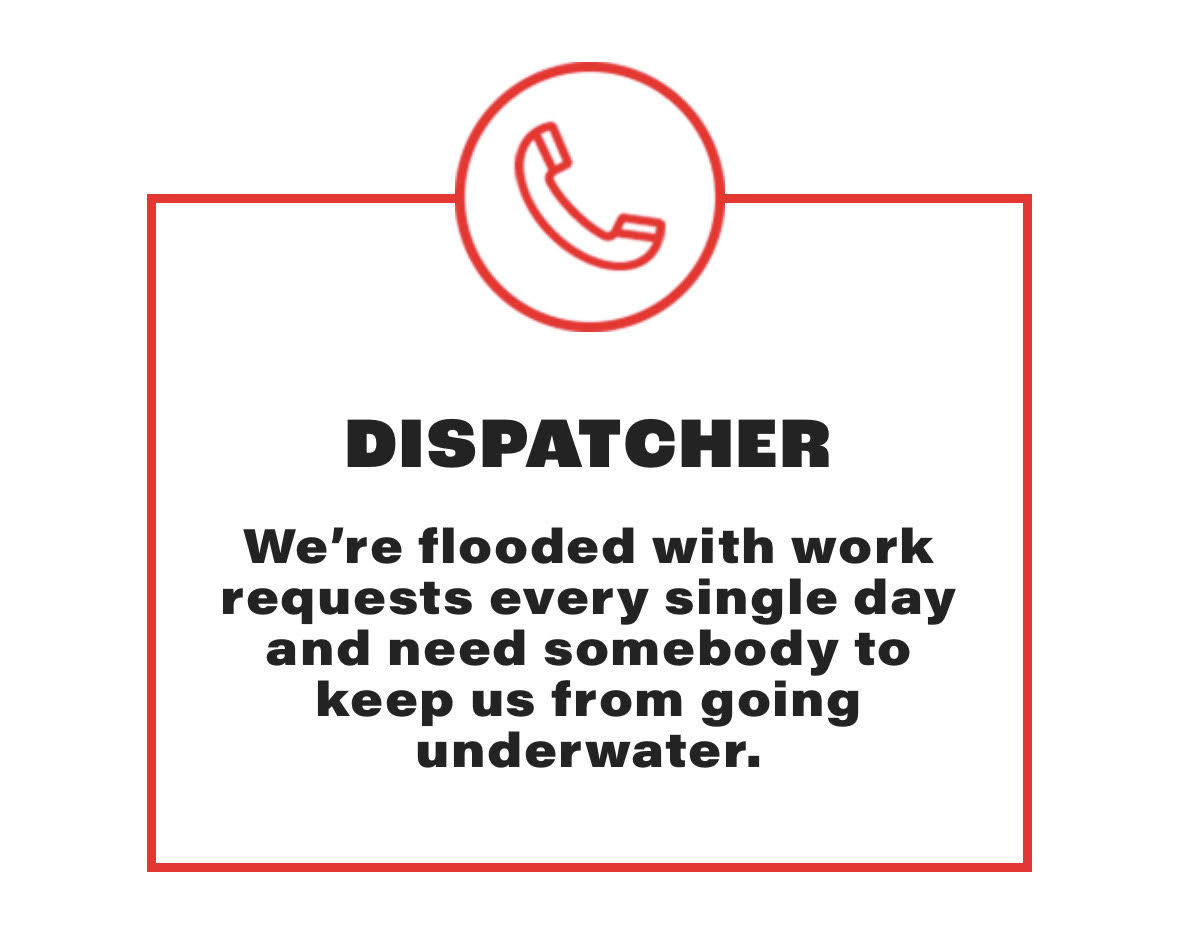 DISPATCHER
We’re flooded with work
requests every single day
and need somebody to
keep us from going
underwater.